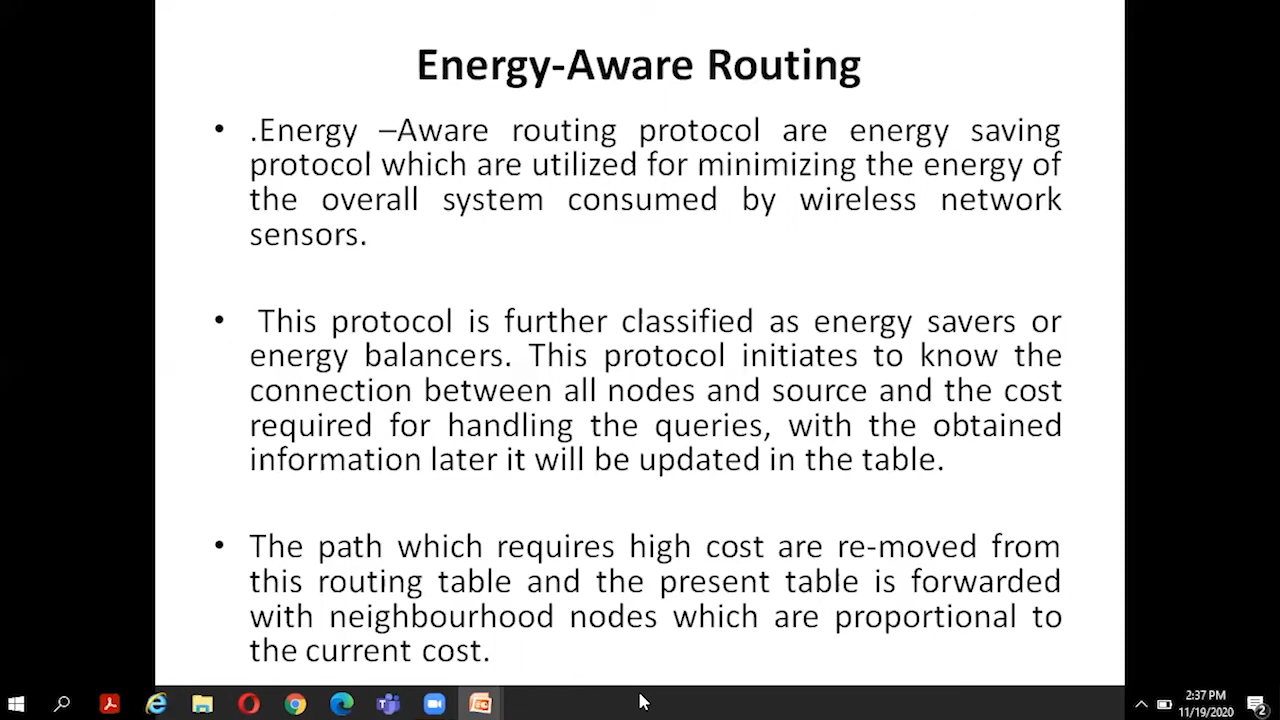 Energy-Aware Routing
• .Energy –Aware routing protocol are energy saving
protocol which are utilized for minimizing the energy of
the overall system consumed by wireless network
sensors.
• This protocol is further classified as energy savers or
energy balancers. This protocol initiates to know the
connection between all nodes and source and the cost
required for handling the queries, with the obtained
information later it will be updated in the table.
• The path which requires high cost are re-moved from
this routing table and the present table is forwarded
with neighbourhood nodes which are proportional to
the current cost.
2:37 PM
11/19/2020
2